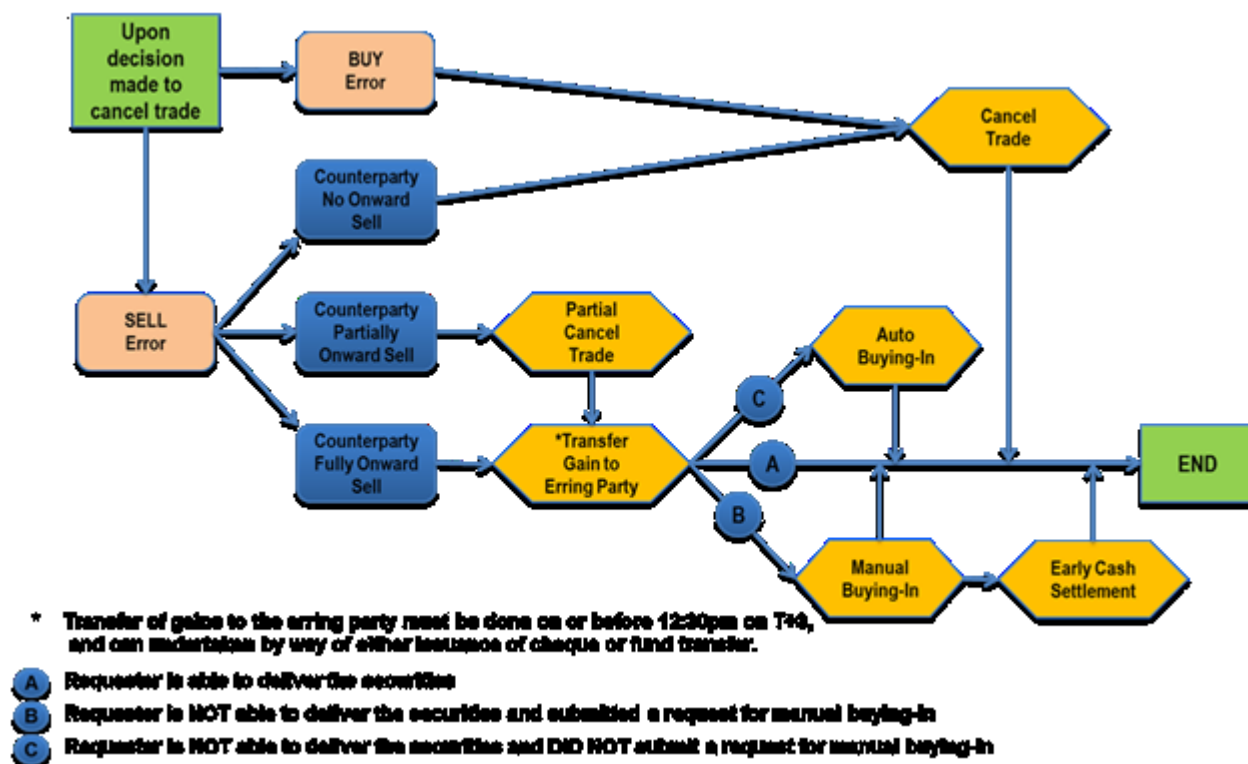 Upon
decision
made to
cancel trade
BUY
Error
Cancel
Trade
Counterparty
No Onward
Sell
SELL
Error
Counterparty
Partially
Onward Sell
Partial
Cancel
Trade
Auto
Buying-In
C
Counterparty
Fully Onward
Sell
*Transfer
Gain to
Erring Party
A
END
B
Manual
Buying-In
Early Cash
Settlement
* Transfer of gains to the erring party must be done on or before 12:30pm on
and can undertaken by way of either issuance of cheque or fund transfer.
A Requester is able to deliver the securities
B Requester is NOT able to deliver the securities and submitted a request for manual buying-in
C Requester is NOT able to deliver the securities and DID NOT submit a request for manual buying-in